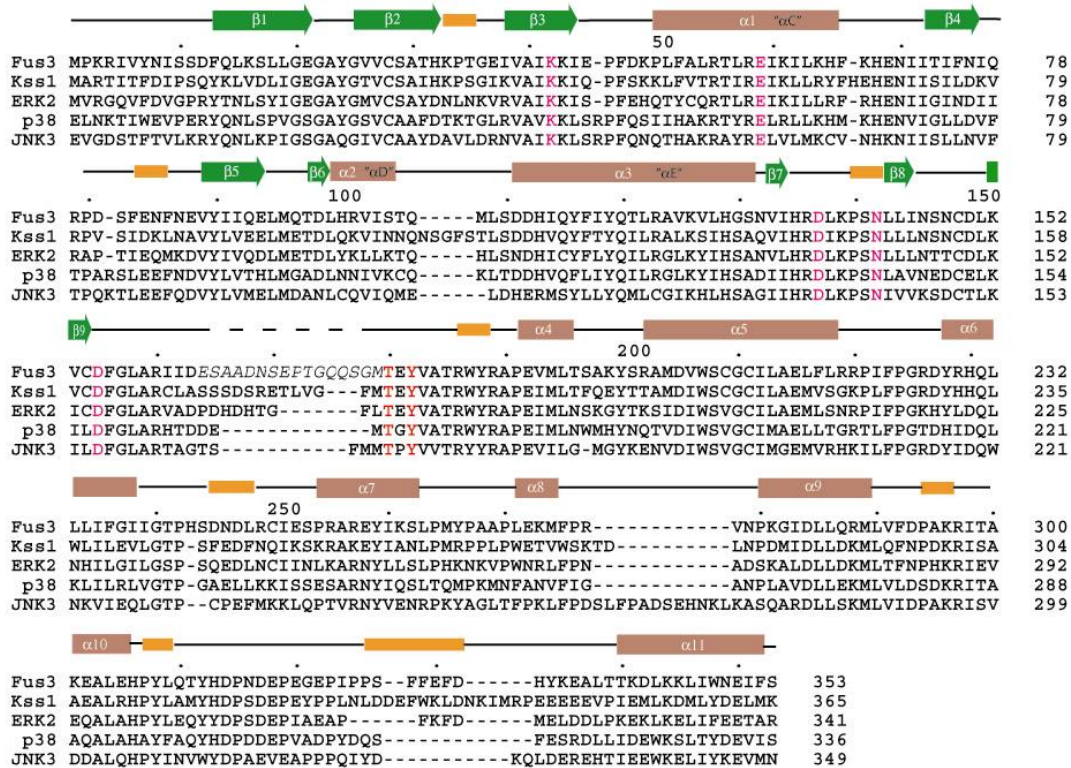 β1 β2 β3 α1 "αC" β4
50
Fus3 MPKRIVYNISSDFQLKSLLGEGAYGVVCSATHKPTGEIVAIKKIE-PFDKPLFALRTLREIKILKHF-KHENIITIFNIQ 78
Kss1 MARTITFDIPSQYKLVDLIGEGAYGTVCSAIHKPSGIKVAIKKIQ-PFSKKLFVTRTIREIKLLRYFHEHENIISILDKV 79
ERK2 MVRGQVFDVGPRYTNLSYIGEGAYGMVCSAYDNLNKVRVAIKKIS-PFEHQTYCQRTLREIKILLRF-RHENIIGINDII 78
p38 ELNKTIWEVPERYQNLSPVGSGAYGSVCAAFDTKTGLRVAVKKLSRPFQSIIHAKRTYRELRLLKHM-KHENVIGLLDVF 79
JNK3 EVGDSTFTVLKRYQNLKPIGSGAQGIVCAAYDAVLDRNVAIKKLSRPFQNQTHAKRAYRELVLMKCV-NHKNIISLLNVF 79
β5 β6 α2 "αD" α3 "αE" β7 β8
100 150
Fus3 RPD-SFENFNEVYIIQELMQTDLHRVISTQ-----MLSDDHIQYFIYQTLRAVKVLHGSNVIHRDLKPSNLLINSNCDLK 152
Kss1 RPV-SIDKLNAVYLVEELMETDLQKVINNQNSGFSTLSDDHVQYFTYQILRALKSIHSAQVIHRDIKPSNLLLNSNCDLK 158
ERK2 RAP-TIEQMKDVYIVQDLMETDLYKLLKTQ------HLSNDHICYFLYQILRGLKYIHSANVLHRDLKPSNLLLNTTCDLK 152
p38 TPARSLEEFNDVYLVTHLMGADLNNIVKCQ-----KLTDDHVQFLIYQILRGLKYIHSADIIHRDLKPSNLAVNEDCELK 154
JNK3 TPQKTLEEFQDVYLVMELMDANLCQVIQME------LDHERMSYLLYQMLCGIKHLHSAGIIHRDLKPSNIVVKSDCTLK 153
β9 α4 α5 α6
200
Fus3 VCDFGLARIIDESAADNSEPTGQQSGMTEYVATRWYRAPEVMLTSAKYSRAMDVWSCGCILAELFLRRPIFPGRDYRHQL 232
Kss1 VCDFGLARCLASSSDSRETLVG---FMTEYVATRWYRAPEIMLTFQEYTTAMDIWSCGCILAEMVSGKPLFPGRDYHHQL 235
ERK2 ICDFGLARVADPDHDHTG-------FLTEYVATRWYRAPEIMLNSKGYTKSIDIWSVGCILAEMLSNRPIFPGKHYLDQL 225
p38 ILDFGLARHTDDE------------MTGYVATRWYRAPEIMLNWMHYNQTVDIWSVGCIMAELLTGRTLFPGTDHIDQL 221
JNK3 ILDFGLARTAGTS----------FMMTPYVVTRYYRAPEVILG-MGYKENVDIWSVGCIMGEMVRHKILFPGRDYIDQW 221
α7 α8 α9
250
Fus3 LLIFGIIGTPHSDNDLRCIESPRAREYIKSLPMYPAAPLEKMFPR------------VNPKGIDLLQRMLVFDPAKRITA 300
Kss1 WLILEVLGTP-SFEDFNQIKSKRAKEYIANLPMRPPLPWETVWSKTD----------LNPDMIDLLDKMLQFNPDKRISA 304
ERK2 NHILGILGSP-SQEDLNCIINLKARNYLLSLPHKNKVPWNRLFPN------------ADSKALDLLDKMLTFNPHKRIEV 292
p38 KLILRLVGTP-GAELLKKISSESARNYIQSLTQMPKMNFANVFIG------------ANPLAVDLLEKMLVLDSDKRITA 288
JNK3 NKVIEQLGTP--CPEFMKKLQPTVRNYVENRPKYAGLTFPKLFPDSLFPADSEHNKLKASQARDLLSKMLVIDPAKRISV 299
α10 α11
Fus3 KEALEHPYLQTYHDPNDEPEGEPIPPS--FFEFD------HYKEALTTKDLKKLIWNEIFS 353
Kss1 AEALRHPYLAMYHDPSDEPEYPPLNLDDEFWKLDNKIMRPEEEEEVPIEMLKDMLYDELMK 365
ERK2 EQALAHPYLEQYYDPSDEPIAEAP------FKFD------MELDDLPKEKLKELIFEETAR 341
p38 AQALAHAYFAQYHDPDDEPVADPYDQS-------------FESRDLLIDEWKSLTYDEVIS 336
JNK3 DDALQHPYINVWYDPAEVEAPPPQIYD-----------KQLDEREHTIEEWKELIYKEVMN 349